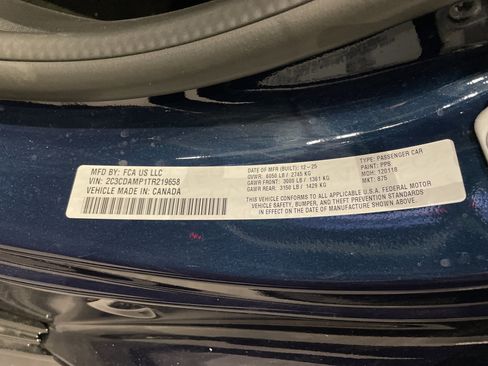 MFD BY: FCA US LLC
VIN: 2C3CDAMP1TR219658
VEHICLE MADE IN: CANADA
DATE OF MFR (BUILT): 12-25
GVWR: 6050 LB / 2745 KG
GAWR FRONT: 3000 LB / 1361 KG
GAWR REAR: 3150 LB / 1429 KG
TYPE: PASSENGER CAR
PAINT: PPS
MDH: 120118
MKT: 875
THIS VEHICLE CONFORMS TO ALL APPLICABLE U.S.A. FEDERAL MOTOR
VEHICLE SAFETY, BUMPER, AND THEFT PREVENTION STANDARDS
IN EFFECT ON THE DATE OF MANUFACTURE SHOWN ABOVE.